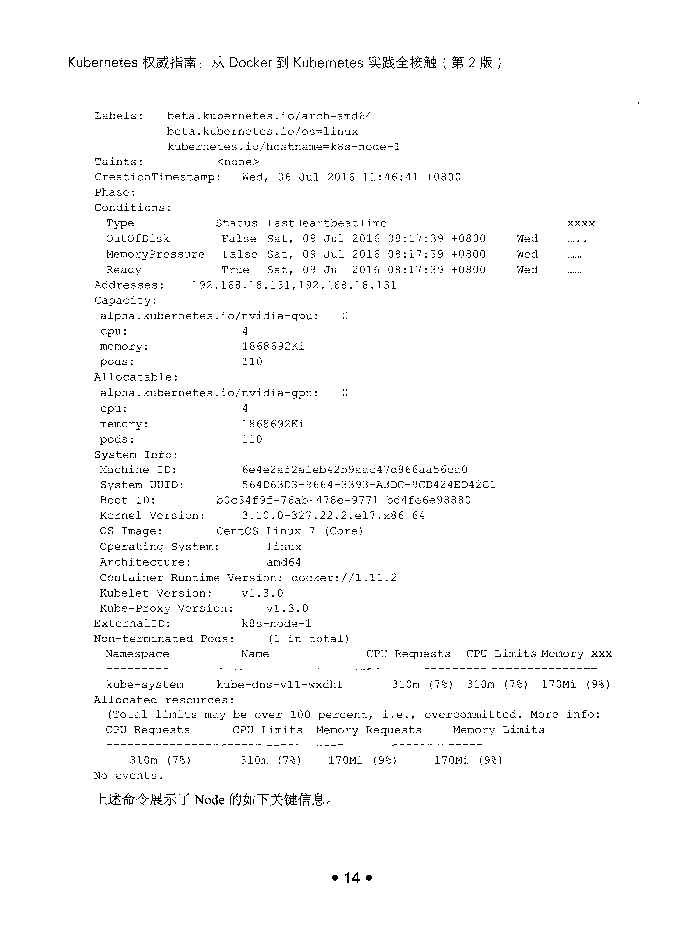 Kubernetes 权威指南：从 Docker 到 Kubernetes 实践全接触（第 2 版）
Labels: beta.kubernetes.io/arch=amd64
beta.kubernetes.io/os=linux
kubernetes.io/hostname=k8s-node-1
Taints: <none>
CreationTimestamp: Wed, 06 Jul 2016 11:46:41 +0800
Phase:
Conditions:
Type Status LastHeartbeatTime xxxx
OutOfDisk False Sat, 09 Jul 2016 08:17:39 +0800 Wed ……
MemoryPressure False Sat, 09 Jul 2016 08:17:39 +0800 Wed ……
Ready True Sat, 09 Jul 2016 08:17:39 +0800 Wed ……
Addresses: 192.168.18.131,192.168.18.131
Capacity:
alpha.kubernetes.io/nvidia-gpu: 0
cpu: 4
memory: 1868692Ki
pods: 110
Allocatable:
alpha.kubernetes.io/nvidia-gpu: 0
cpu: 4
memory: 1868692Ki
pods: 110
System Info:
Machine ID:
System UUID:
Boot ID:
Kernel Version: 3.10.0-327.22.2.el7.x86_64
OS Image: CentOS Linux 7 (Core)
Operating System: linux
Architecture: amd64
Container Runtime Version: docker://1.11.2
Kubelet Version: v1.3.0
Kube-Proxy Version: v1.3.0
ExternalID: k8s-node-1
Non-terminated Pods: (1 in total)
Namespace Name CPU Requests CPU Limits Memory xxx
kube-system kube-dns-v11-wxdhl 310m (7%) 310m (7%) 170Mi (9%)
Allocated resources:
(Total limits may be over 100 percent, i.e., overcommitted. More info:
CPU Requests CPU Limits Memory Requests Memory Limits
310m (7%) 310m (7%) 170Mi (9%) 170Mi (9%)
No events.
上述命令展示了 Node 的如下关键信息。
• 14 •